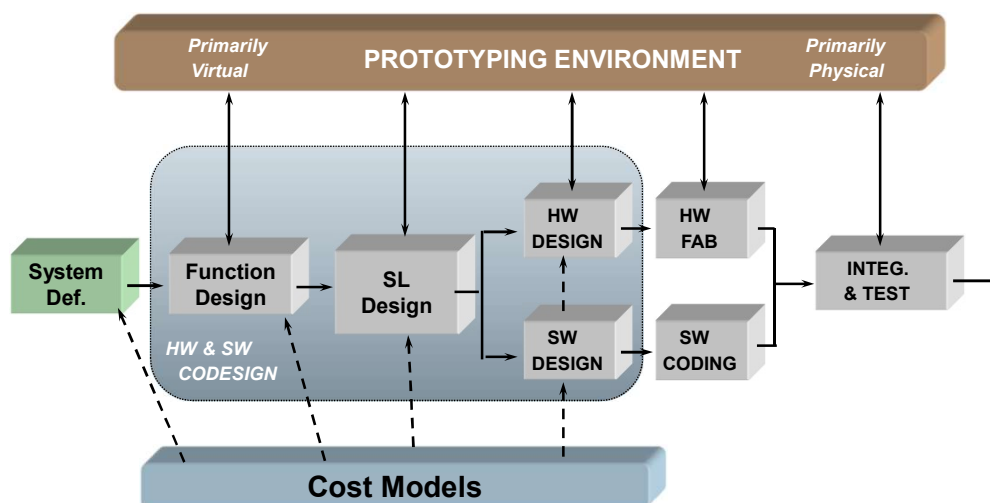 Primarily
Virtual
PROTOTYPING ENVIRONMENT
Primarily
Physical
HW
DESIGN
HW
FAB
System
Def.
Function
Design
SL
Design
INTEG.
& TEST
SW
DESIGN
SW
CODING
HW & SW
CODESIGN
Cost Models